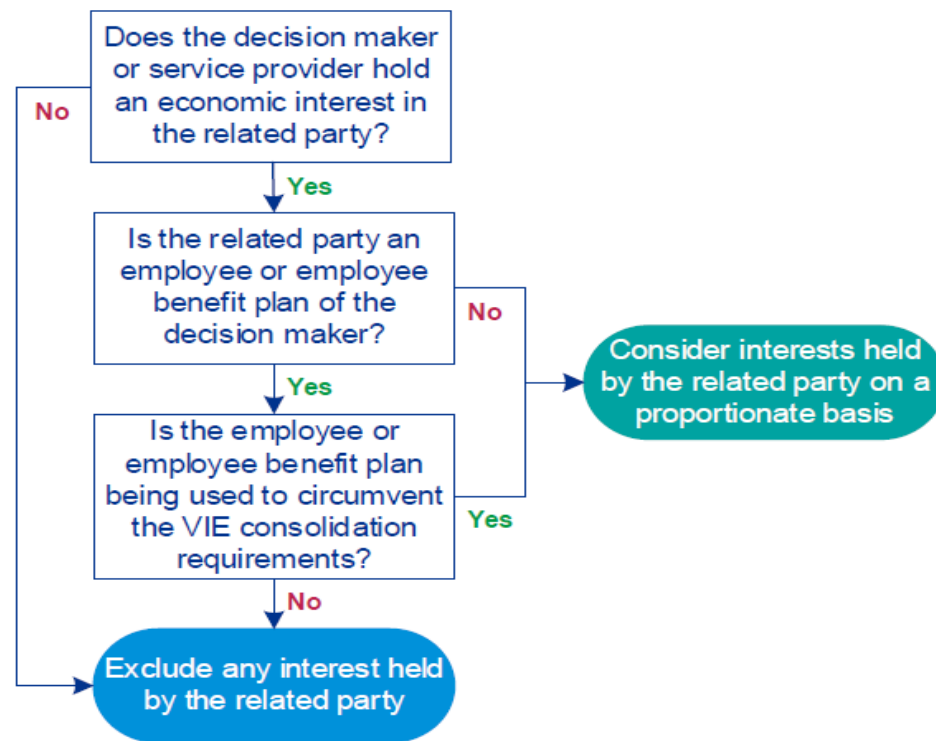 Does the decision maker
or service provider hold
an economic interest in
the related party?
No
Yes
Is the related party an
employee or employee
benefit plan of the
decision maker?
No
Consider interests held
by the related party on a
proportionate basis
Yes
Is the employee or
employee benefit plan
being used to circumvent
the VIE consolidation
requirements?
Yes
No
Exclude any interest held
by the related party